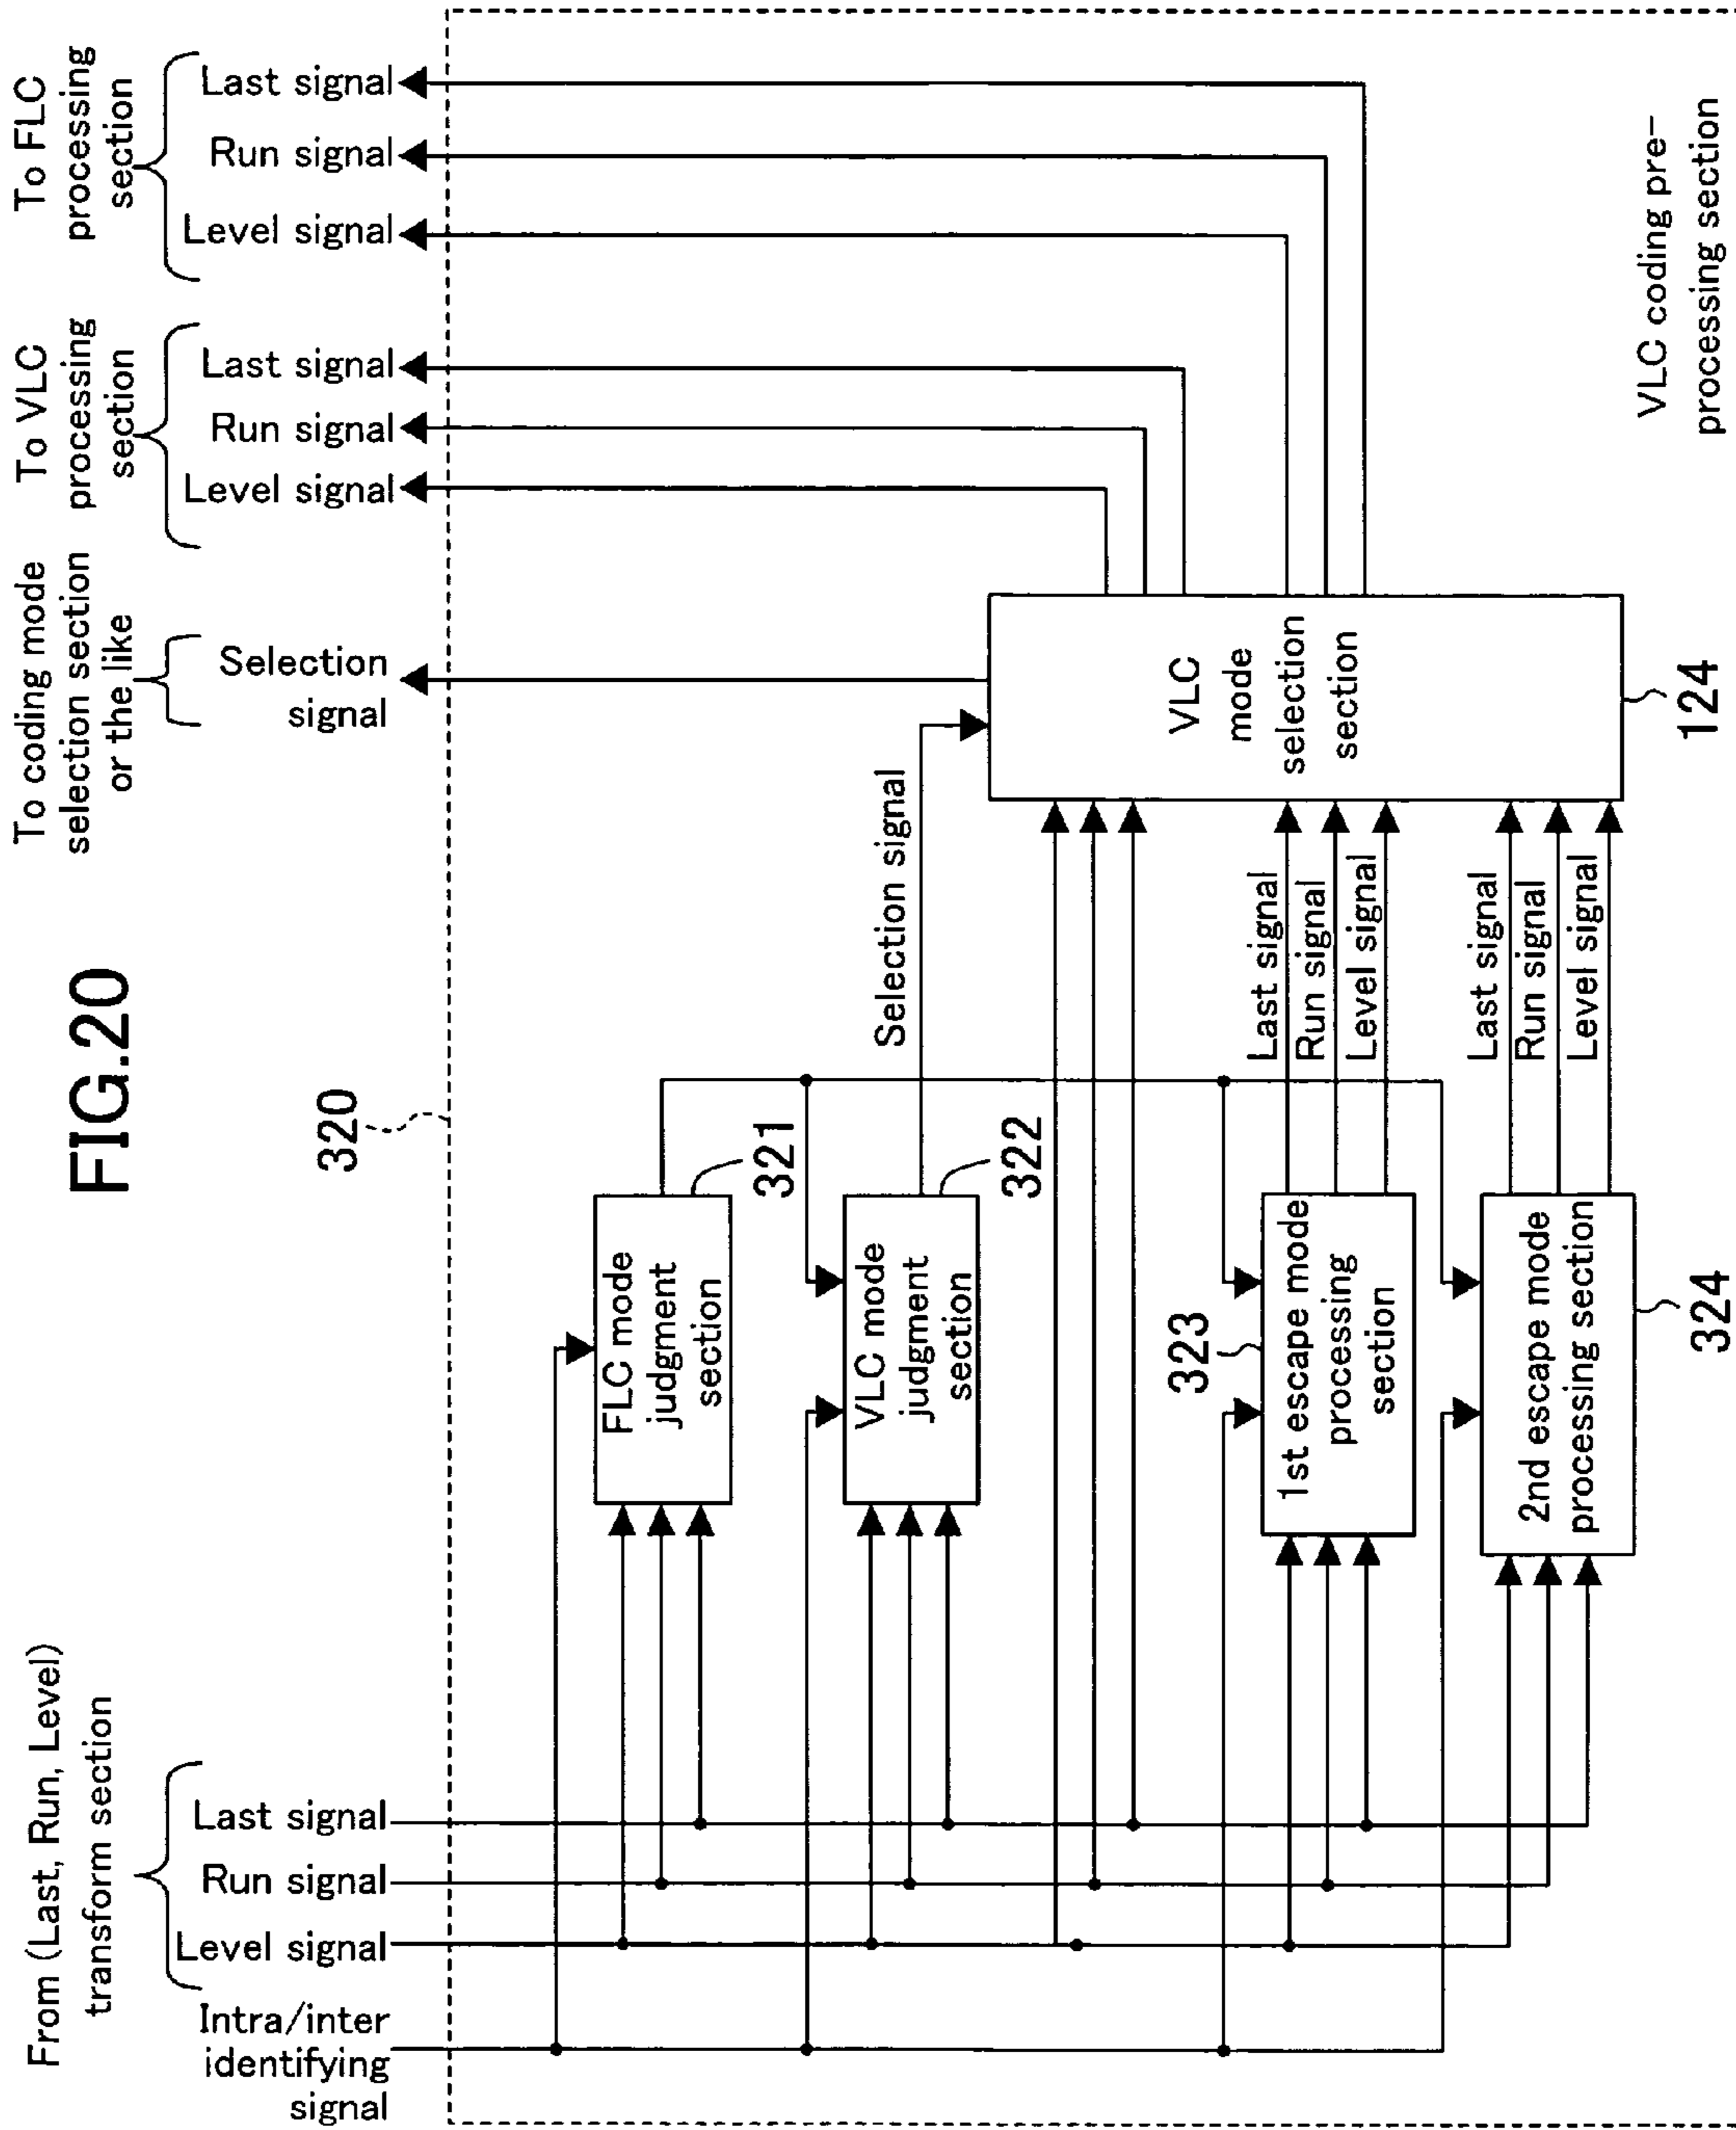 FIG.20
From (Last, Run, Level)
transform section
Intra/inter
identifying
signal
Level signal
Run signal
Last signal
320
To coding mode
selection section
or the like
Selection
signal
To VLC
processing
section
Level signal
Run signal
Last signal
To FLC
processing
section
Level signal
Run signal
Last signal
FLC mode
judgment
section
321
VLC mode
judgment
section
322
Selection signal
1st escape mode
processing
section
323
Last signal
Run signal
Level signal
2nd escape mode
processing section
324
Last signal
Run signal
Level signal
VLC
mode
selection
section
124
VLC coding pre-
processing section